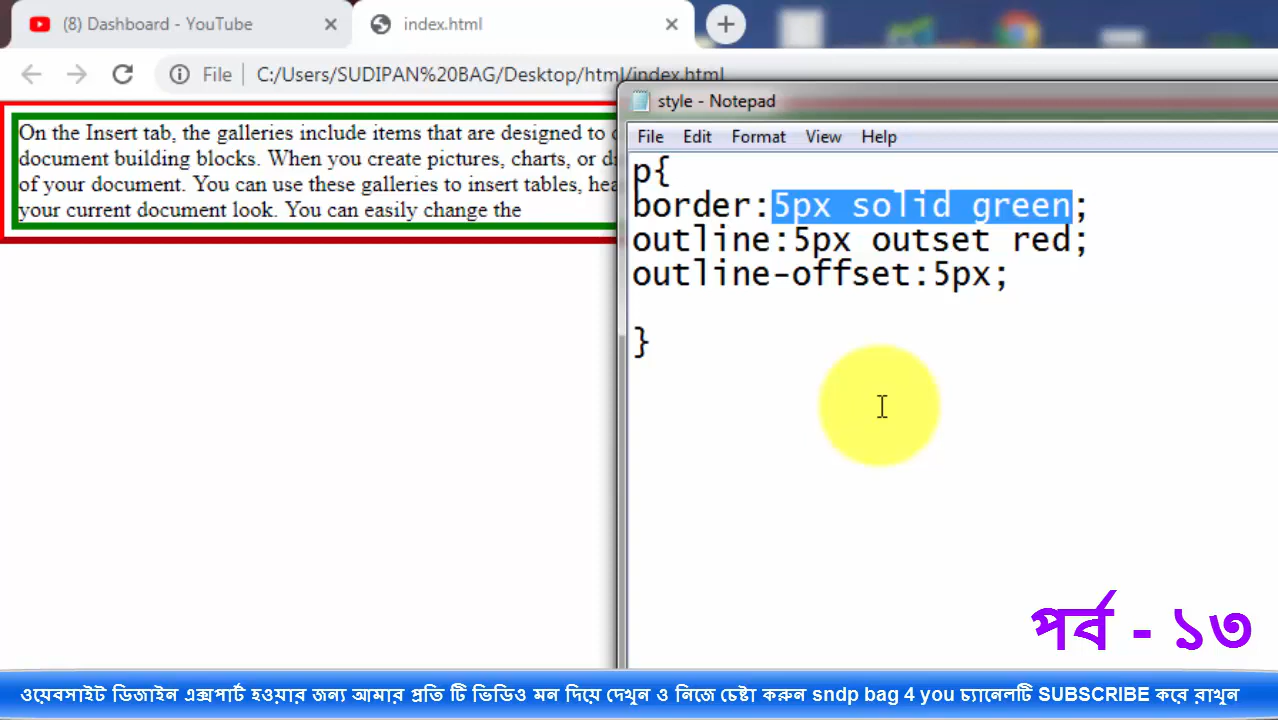 (8) Dashboard - YouTube
index.html
File C:/Users/SUDIPAN%20BAG/Desktop/html/index.html
On the Insert tab, the galleries include items that are designed to
document building blocks. When you create pictures, charts, or
of your document. You can use these galleries to insert tables,
your current document look. You can easily change the
style - Notepad
File Edit Format View Help
p{
border:5px solid green;
outline:5px outset red;
outline-offset:5px;
}
পর্ব - ১৩
ওয়েবসাইট ডিজাইন এক্সপার্ট হওয়ার জন্য আমার প্রতি টি ভিডিও মন দিয়ে দেখুন ও নিজে চেষ্টা করুন sndp bag 4 you চ্যানেলটি SUBSCRIBE করে রাখুন